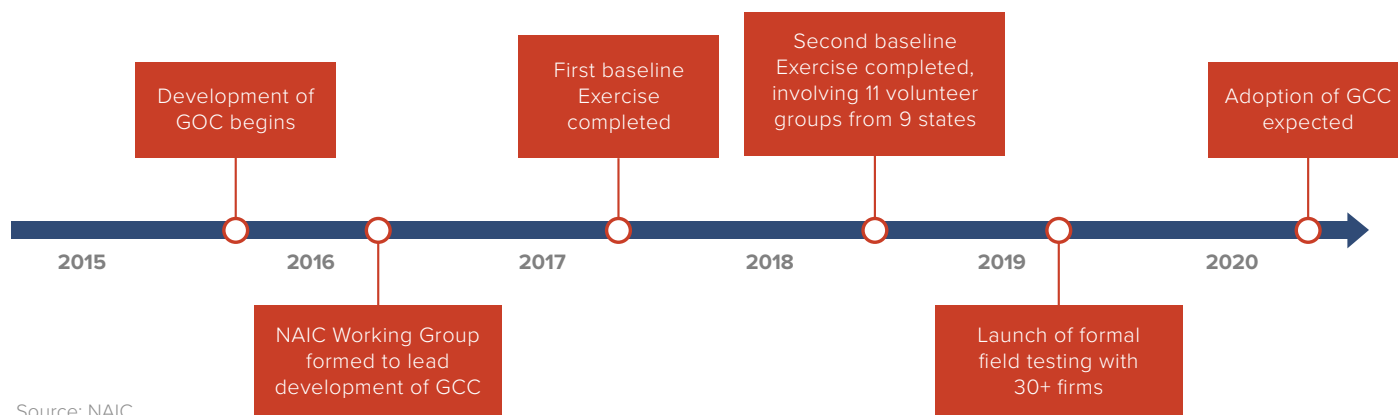 Development of
GOC begins
First baseline
Exercise
completed
Second baseline
Exercise completed,
involving 11 volunteer
groups from 9 states
Adoption of GCC
expected
2015
2016
2017
2018
2019
2020
NAIC Working Group
formed to lead
development of GCC
Launch of formal
field testing with
30+ firms
Source: NAIC